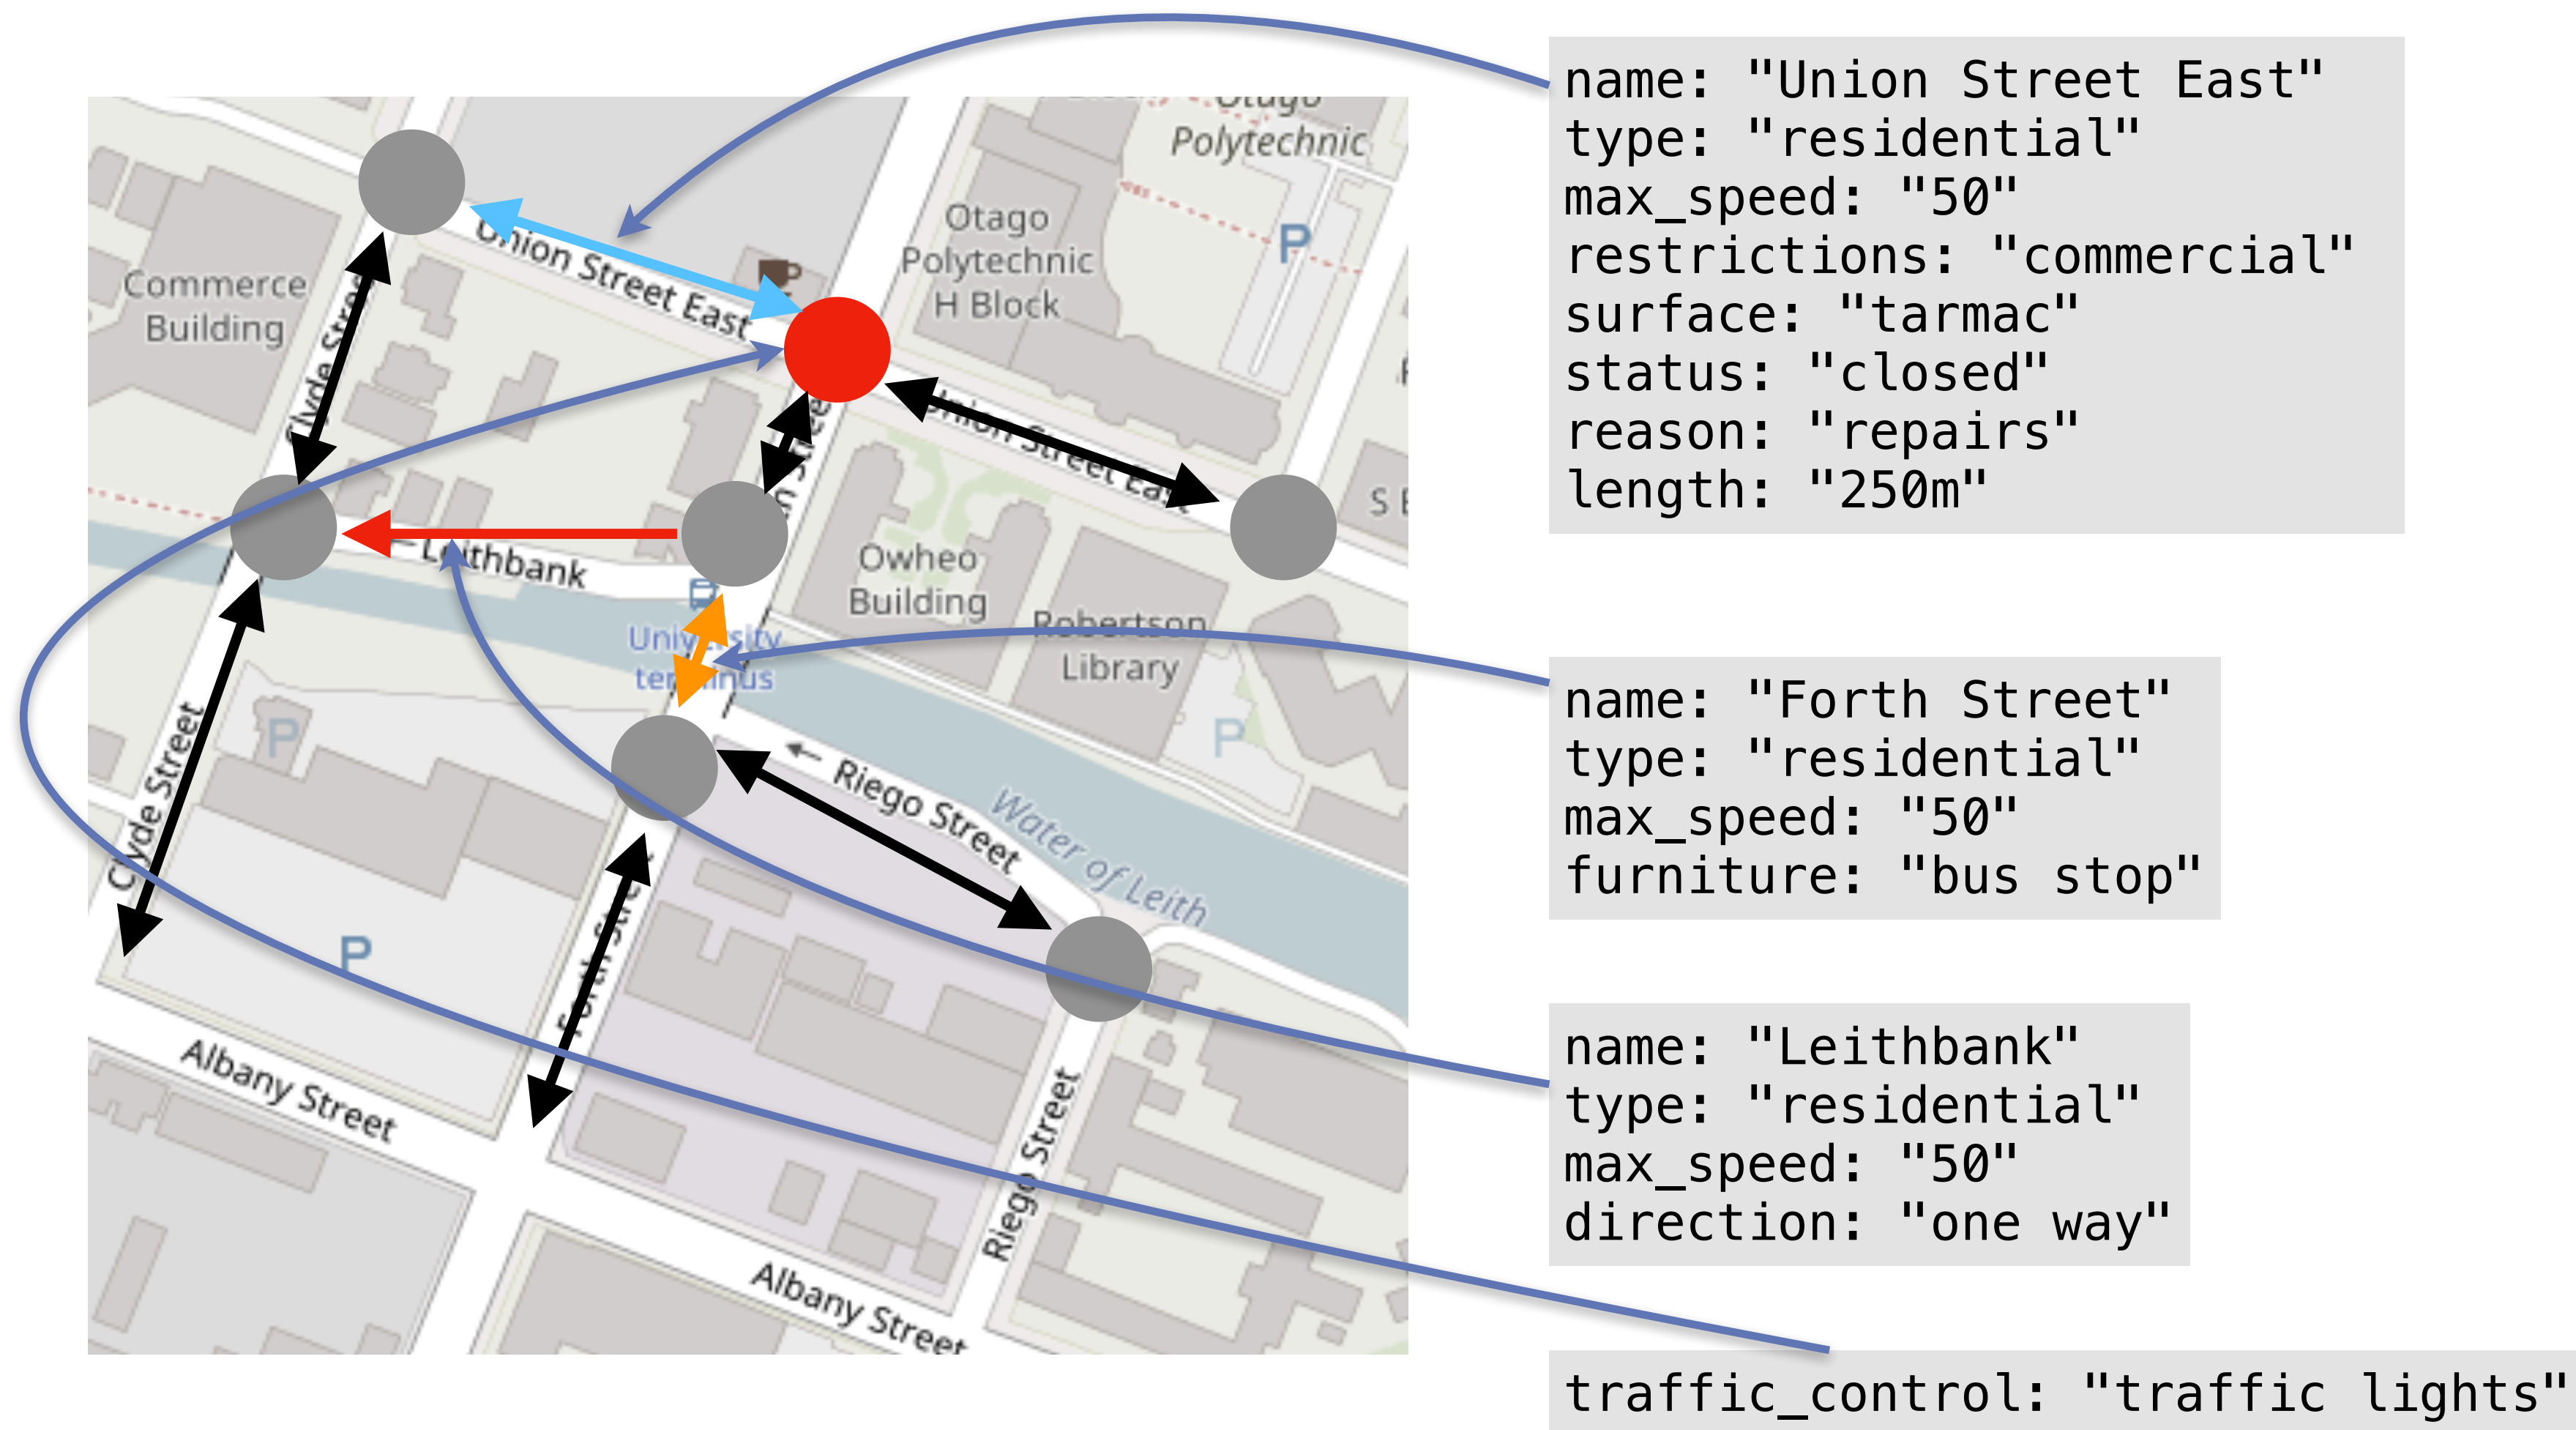 Otago
Polytechnic
Otago
Polytechnic
H Block
P
Commerce
Building
Union Street East
Clyde Street
Union Street East
Street
S
Leithbank
Owheo
Building
Robertson
Library
University
terminus
P
P
Clyde Street
← Riego Street
Water of Leith
P
Forth Street
Albany Street
Riego Street
Albany Street
name: "Union Street East"
type: "residential"
max_speed: "50"
restrictions: "commercial"
surface: "tarmac"
status: "closed"
reason: "repairs"
length: "250m"
name: "Forth Street"
type: "residential"
max_speed: "50"
furniture: "bus stop"
name: "Leithbank"
type: "residential"
max_speed: "50"
direction: "one way"
traffic_control: "traffic lights"